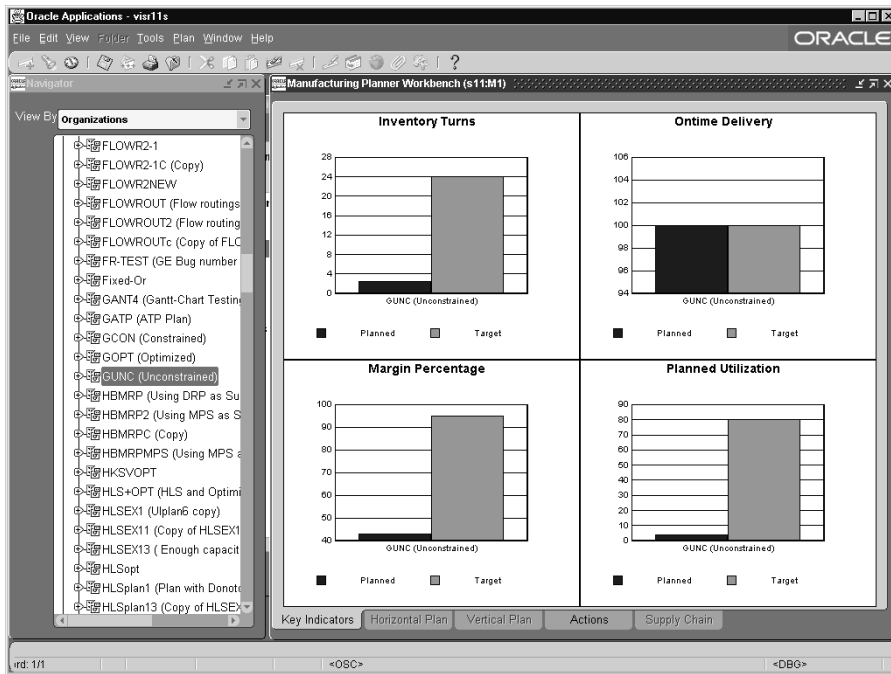 Oracle Applications - visr11s
File Edit View Folder Tools Plan Window Help
ORACLE
Navigator
View By Organizations
FLOWR2-1
FLOWR2-1C (Copy)
FLOWR2NEW
FLOWROUT (Flow routings
FLOWROUT2 (Flow routing
FLOWROUTc (Copy of FLO
FR-TEST (GE Bug number
Fixed-Or
GANT4 (Gantt-Chart Testing
GATP (ATP Plan)
GCON (Constrained)
GOPT (Optimized)
GUNC (Unconstrained)
HBMRP (Using DRP as Su
HBMRP2 (Using MPS as S
HBMRPC (Copy)
HBMRPMPS (Using MPS a
HKSVOPT
HLS+OPT (HLS and Optimi
HLSEX1 (Ulplan6 copy)
HLSEX11 (Copy of HLSEX1
HLSEX13 ( Enough capacit
HLSopt
HLSplan1 (Plan with Donoto
HLSplan13 (Copy of HLSEX
Manufacturing Planner Workbench (s11:M1)
Inventory Turns
28
24
20
16
12
8
4
0
GUNC (Unconstrained)
Planned Target
Ontime Delivery
106
104
102
100
98
96
94
GUNC (Unconstrained)
Planned Target
Margin Percentage
100
90
80
70
60
50
40
GUNC (Unconstrained)
Planned Target
Planned Utilization
90
80
70
60
50
40
30
20
10
0
GUNC (Unconstrained)
Planned Target
Key Indicators Horizontal Plan Vertical Plan Actions Supply Chain
rd: 1/1 <OSC> <DBG>